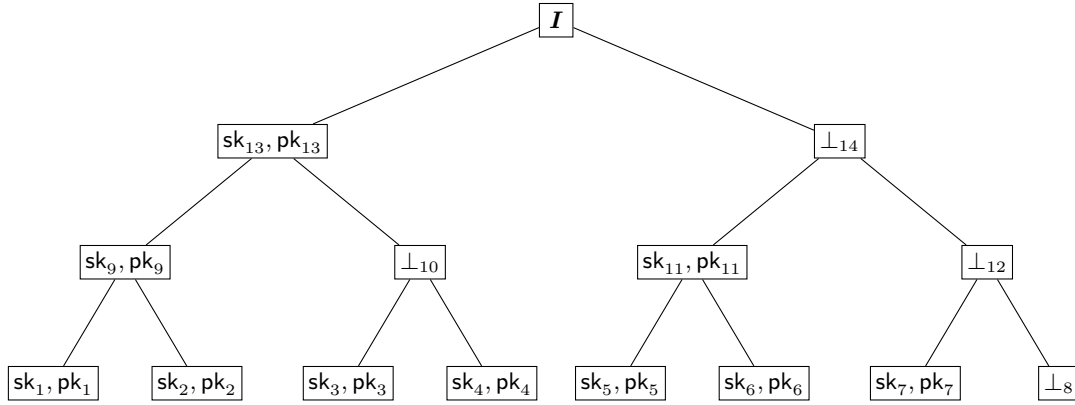 I
sk₁₃, pk₁₃ ⊥₁₄
sk₉, pk₉ ⊥₁₀ sk₁₁, pk₁₁ ⊥₁₂
sk₁, pk₁ sk₂, pk₂ sk₃, pk₃ sk₄, pk₄ sk₅, pk₅ sk₆, pk₆ sk₇, pk₇ ⊥₈